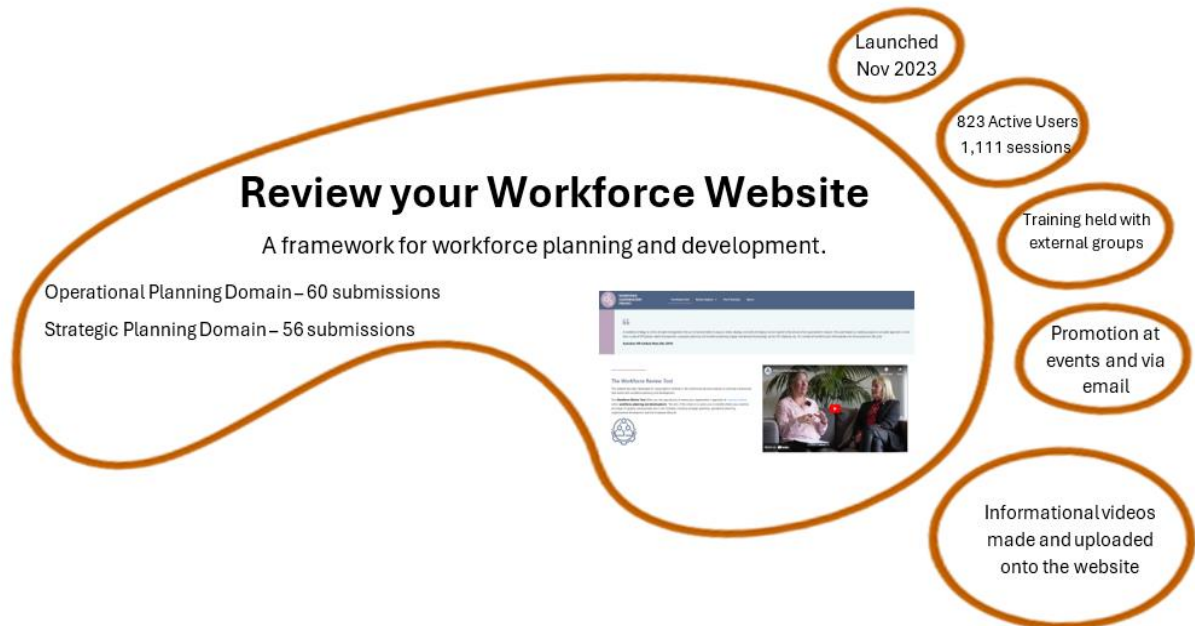 Launched
Nov 2023
823 Active Users
1,111 sessions
Review your Workforce Website
A framework for workforce planning and development.
Training held with
external groups
Operational Planning Domain – 60 submissions
Strategic Planning Domain – 56 submissions
Promotion at
events and via
email
The Workforce Review Tool
Informational videos
made and uploaded
onto the website